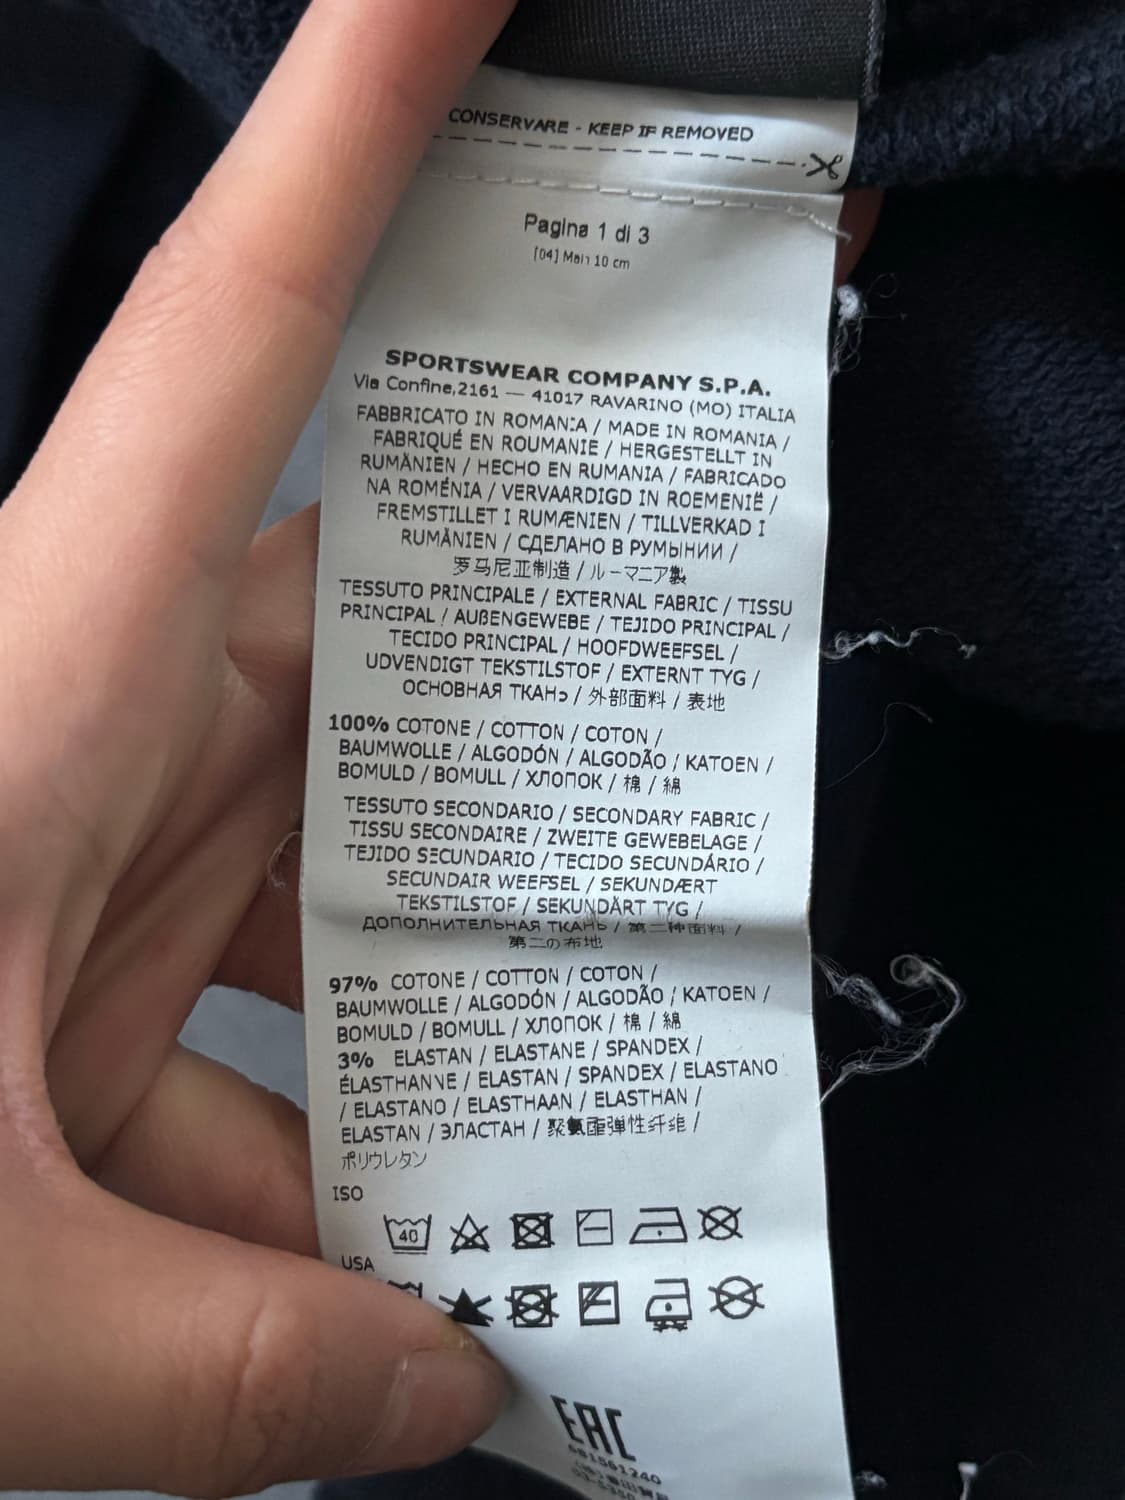 CONSERVARE - KEEP IF REMOVED
Pagina 1 di 3
[04] Main 10 cm
SPORTSWEAR COMPANY S.P.A.
Via Confine,2161 — 41017 RAVARINO (MO) ITALIA
FABBRICATO IN ROMANIA / MADE IN ROMANIA /
FABRIQUÉ EN ROUMANIE / HERGESTELLT IN
RUMÄNIEN / HECHO EN RUMANIA / FABRICADO
NA ROMÉNIA / VERVAARDIGD IN ROEMENIË /
FREMSTILLET I RUMÆNIEN / TILLVERKAD I
RUMÄNIEN / СДЕЛАНО В РУМЫНИИ /
罗马尼亚制造 / ルーマニア製
TESSUTO PRINCIPALE / EXTERNAL FABRIC / TISSU
PRINCIPAL / AUßENGEWEBE / TEJIDO PRINCIPAL /
TECIDO PRINCIPAL / HOOFDWEEFSEL /
UDVENDIGT TEKSTILSTOF / EXTERNT TYG /
ОСНОВНАЯ ТКАНЬ / 外部面料 / 表地
100% COTONE / COTTON / COTON /
BAUMWOLLE / ALGODÓN / ALGODÃO / KATOEN /
BOMULD / BOMULL / ХЛОПОК / 棉 / 綿
TESSUTO SECONDARIO / SECONDARY FABRIC /
TISSU SECONDAIRE / ZWEITE GEWEBELAGE /
TEJIDO SECUNDARIO / TECIDO SECUNDÁRIO /
SECUNDAIR WEEFSEL / SEKUNDÆRT
TEKSTILSTOF / SEKUNDÄRT TYG /
ДОПОЛНИТЕЛЬНАЯ ТКАНЬ / 第二种面料 /
第二の布地
97% COTONE / COTTON / COTON /
BAUMWOLLE / ALGODÓN / ALGODÃO / KATOEN /
BOMULD / BOMULL / ХЛОПОК / 棉 / 綿
3% ELASTAN / ELASTANE / SPANDEX /
ÉLASTHANNE / ELASTAN / SPANDEX / ELASTANO
/ ELASTANO / ELASTHAAN / ELASTHAN /
ELASTAN / ЭЛАСТАН / 聚氨酯弹性纤维 /
ポリウレタン
ISO
40
USA
EAC
681561240